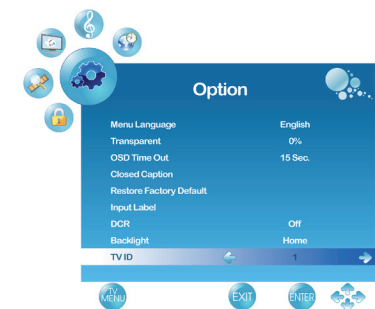 Option
Menu Language English
Transparent 0%
OSD Time Out 15 Sec.
Closed Caption
Restore Factory Default
Input Label
DCR Off
Backlight Home
TV ID 1
TV MENU EXIT ENTER